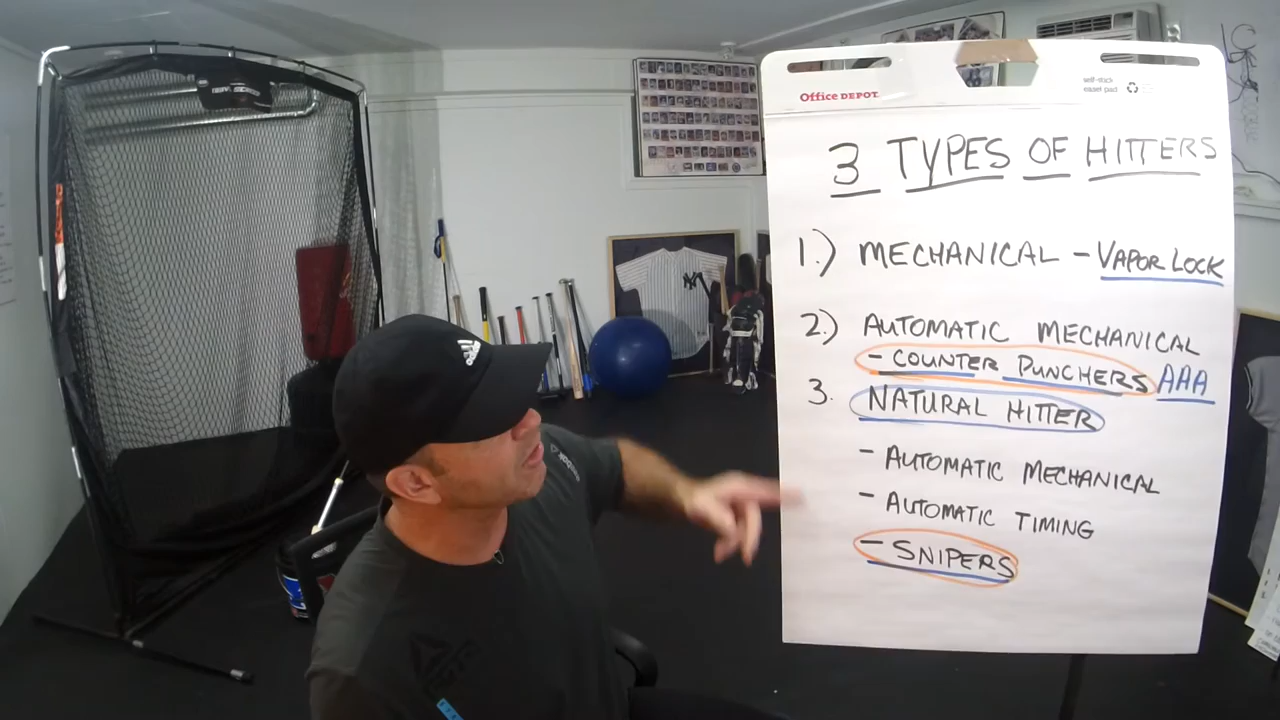 Office DEPOT
self-stick
easel pad
3 TYPES OF HITTERS
1.) MECHANICAL - VAPOR LOCK
2.) AUTOMATIC MECHANICAL
- COUNTER PUNCHERS AAA
3. NATURAL HITTER
- AUTOMATIC MECHANICAL
- AUTOMATIC TIMING
- SNIPERS
Reebok